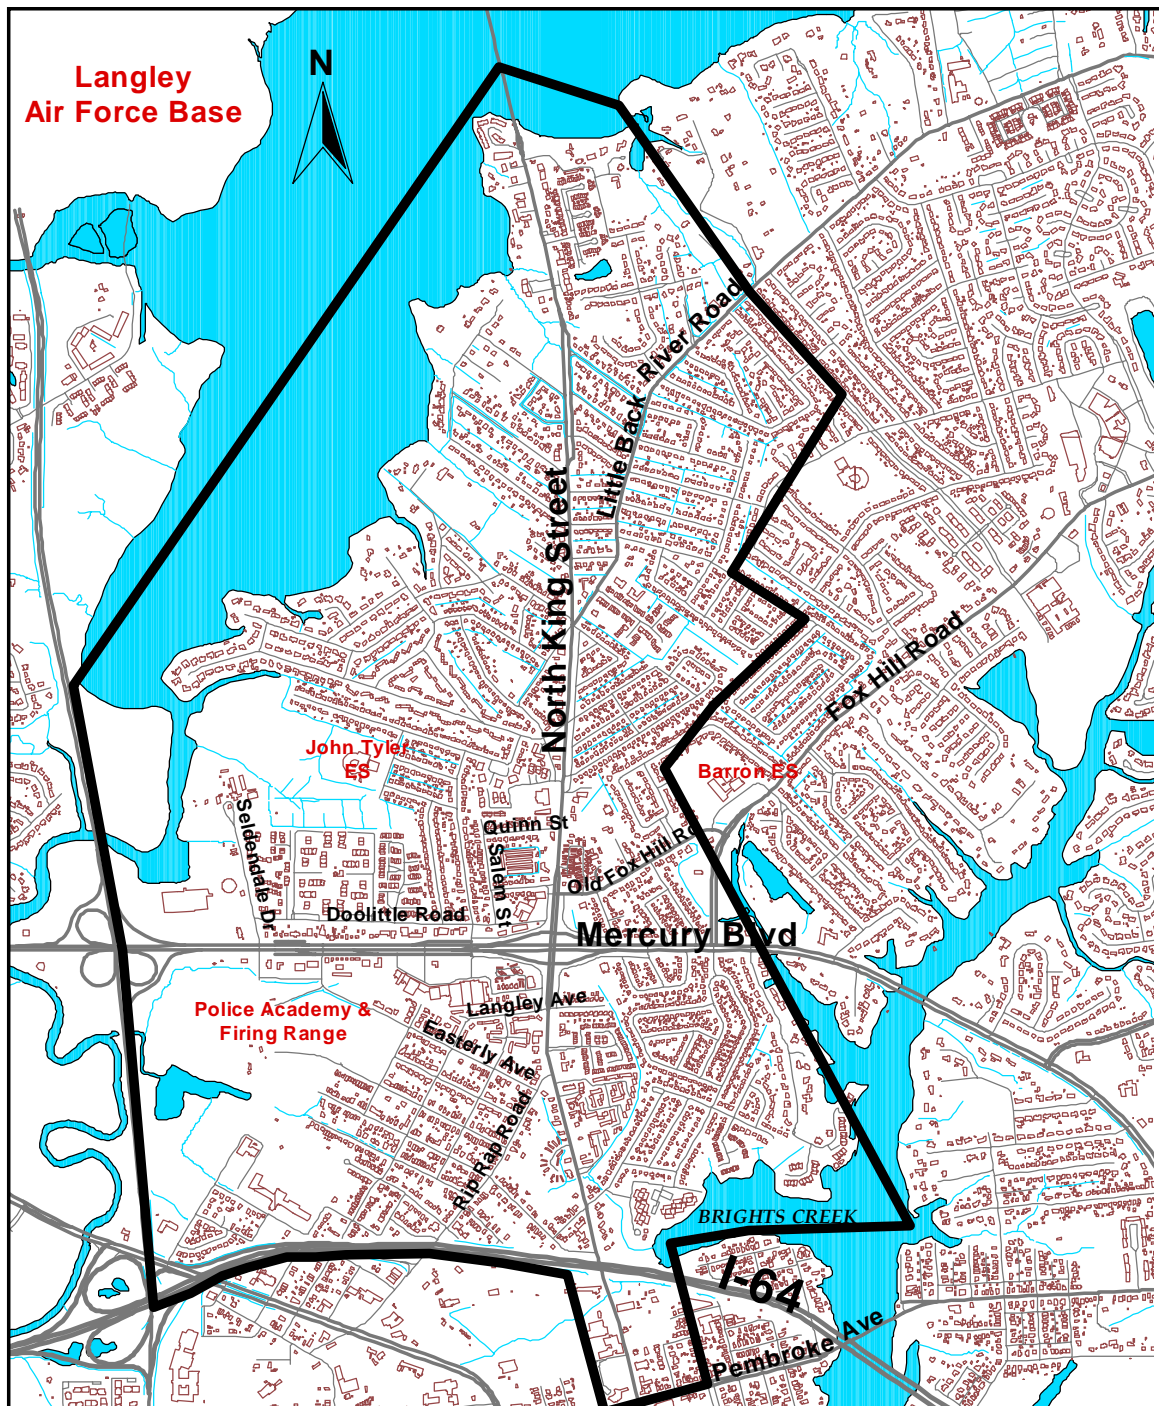 N
Langley
Air Force Base
Little Back River Road
North King Street
Fox Hill Road
John Tyler
ES
Barron ES
Seldendale Dr
Quinn St
Salem St
Old Fox Hill Rd
Doolittle Road
Mercury Blvd
Langley Ave
Police Academy &
Firing Range
Easterly Ave
Rip Rap Road
BRIGHTS CREEK
I-64
Pembroke Ave